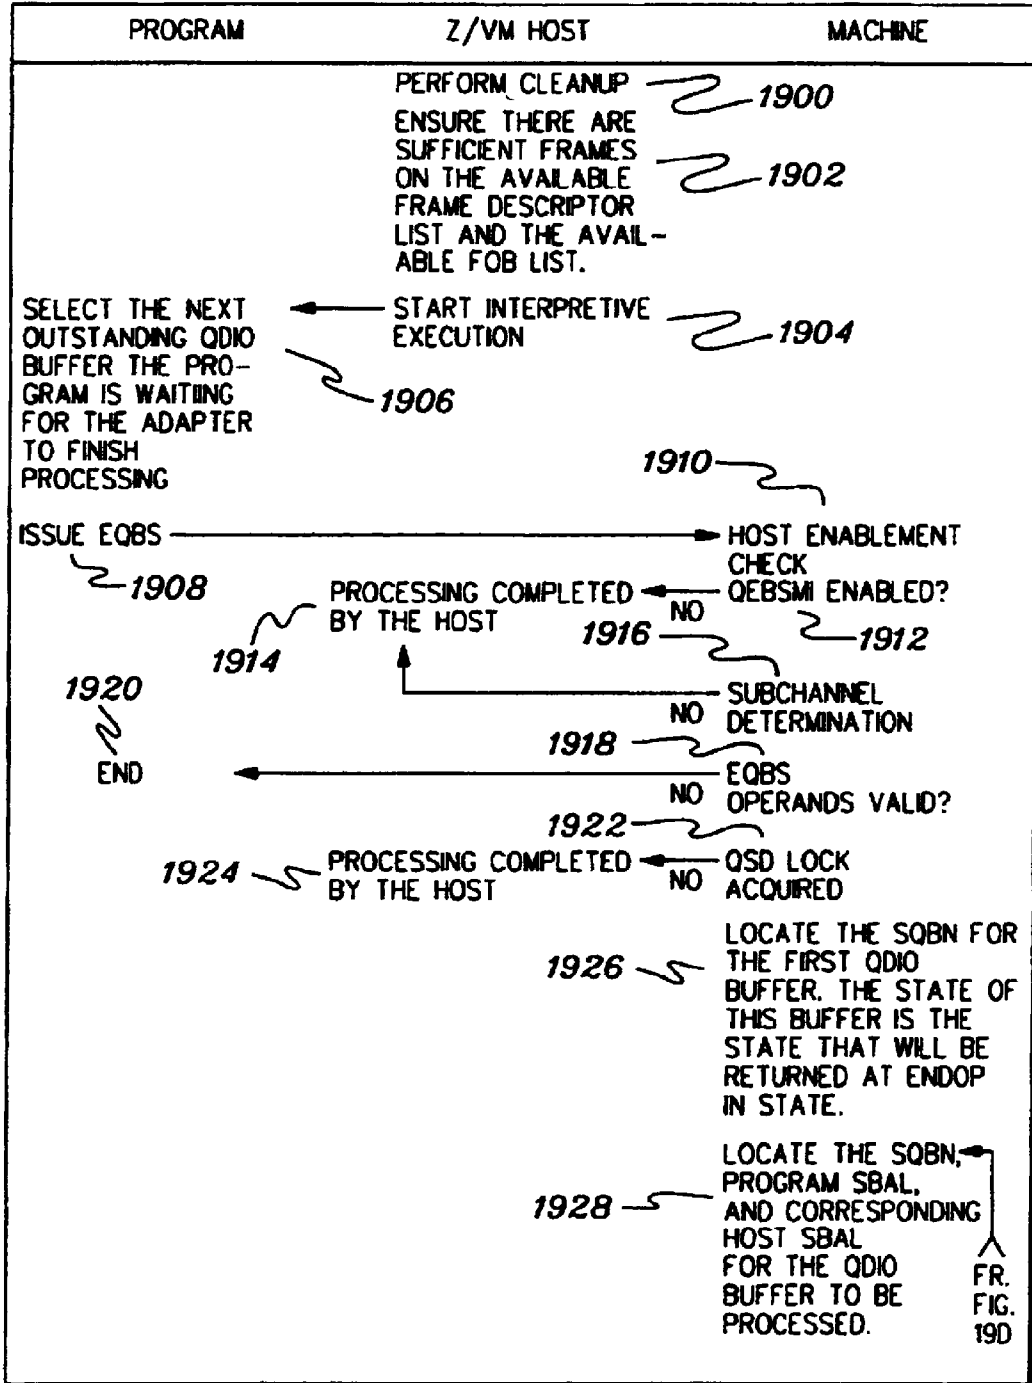 PROGRAM Z/VM HOST MACHINE
PERFORM CLEANUP 1900
ENSURE THERE ARE
SUFFICIENT FRAMES
ON THE AVAILABLE 1902
FRAME DESCRIPTOR
LIST AND THE AVAIL-
ABLE FOB LIST.
START INTERPRETIVE
EXECUTION 1904
SELECT THE NEXT
OUTSTANDING QDIO
BUFFER THE PRO-
GRAM IS WAITING 1906
FOR THE ADAPTER
TO FINISH
PROCESSING
1910
ISSUE EQBS
1908
HOST ENABLEMENT
CHECK
QEBSMI ENABLED?
NO
1912
PROCESSING COMPLETED
BY THE HOST
1914
1916
SUBCHANNEL
DETERMINATION
NO
1920
END
1918
EQBS
OPERANDS VALID?
NO
1922
QSD LOCK
ACQUIRED
NO
PROCESSING COMPLETED
BY THE HOST
1924
LOCATE THE SQBN FOR
THE FIRST QDIO
1926
BUFFER. THE STATE OF
THIS BUFFER IS THE
STATE THAT WILL BE
RETURNED AT ENDOP
IN STATE.
LOCATE THE SQBN,
PROGRAM SBAL,
1928
AND CORRESPONDING
HOST SBAL
FOR THE QDIO
BUFFER TO BE
PROCESSED.
FR.
FIG.
19D